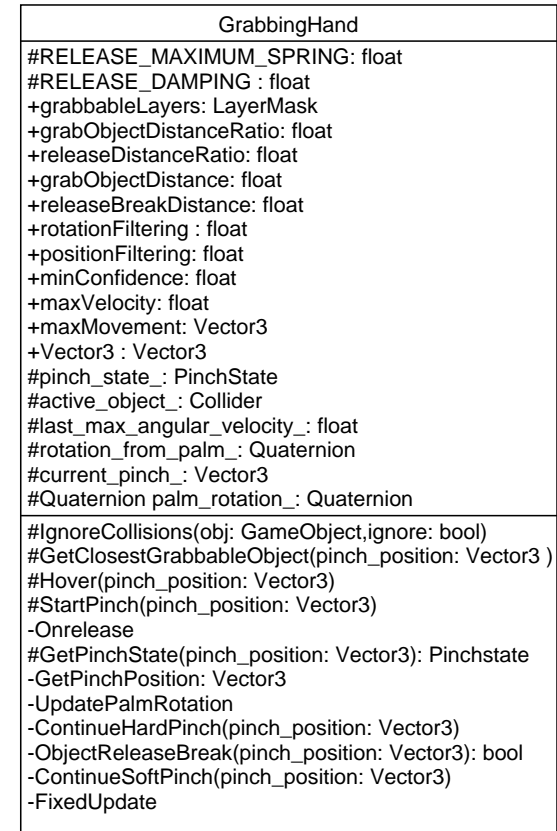 GrabbingHand
#RELEASE_MAXIMUM_SPRING: float
#RELEASE_DAMPING : float
+grabbableLayers: LayerMask
+grabObjectDistanceRatio: float
+releaseDistanceRatio: float
+grabObjectDistance: float
+releaseBreakDistance: float
+rotationFiltering : float
+positionFiltering: float
+minConfidence: float
+maxVelocity: float
+maxMovement: Vector3
+Vector3 : Vector3
#pinch_state_: PinchState
#active_object_: Collider
#last_max_angular_velocity_: float
#rotation_from_palm_: Quaternion
#current_pinch_: Vector3
#Quaternion palm_rotation_: Quaternion
#IgnoreCollisions(obj: GameObject,ignore: bool)
#GetClosestGrabbableObject(pinch_position: Vector3 )
#Hover(pinch_position: Vector3)
#StartPinch(pinch_position: Vector3)
-Onrelease
#GetPinchState(pinch_position: Vector3): Pinchstate
-GetPinchPosition: Vector3
-UpdatePalmRotation
-ContinueHardPinch(pinch_position: Vector3)
-ObjectReleaseBreak(pinch_position: Vector3): bool
-ContinueSoftPinch(pinch_position: Vector3)
-FixedUpdate